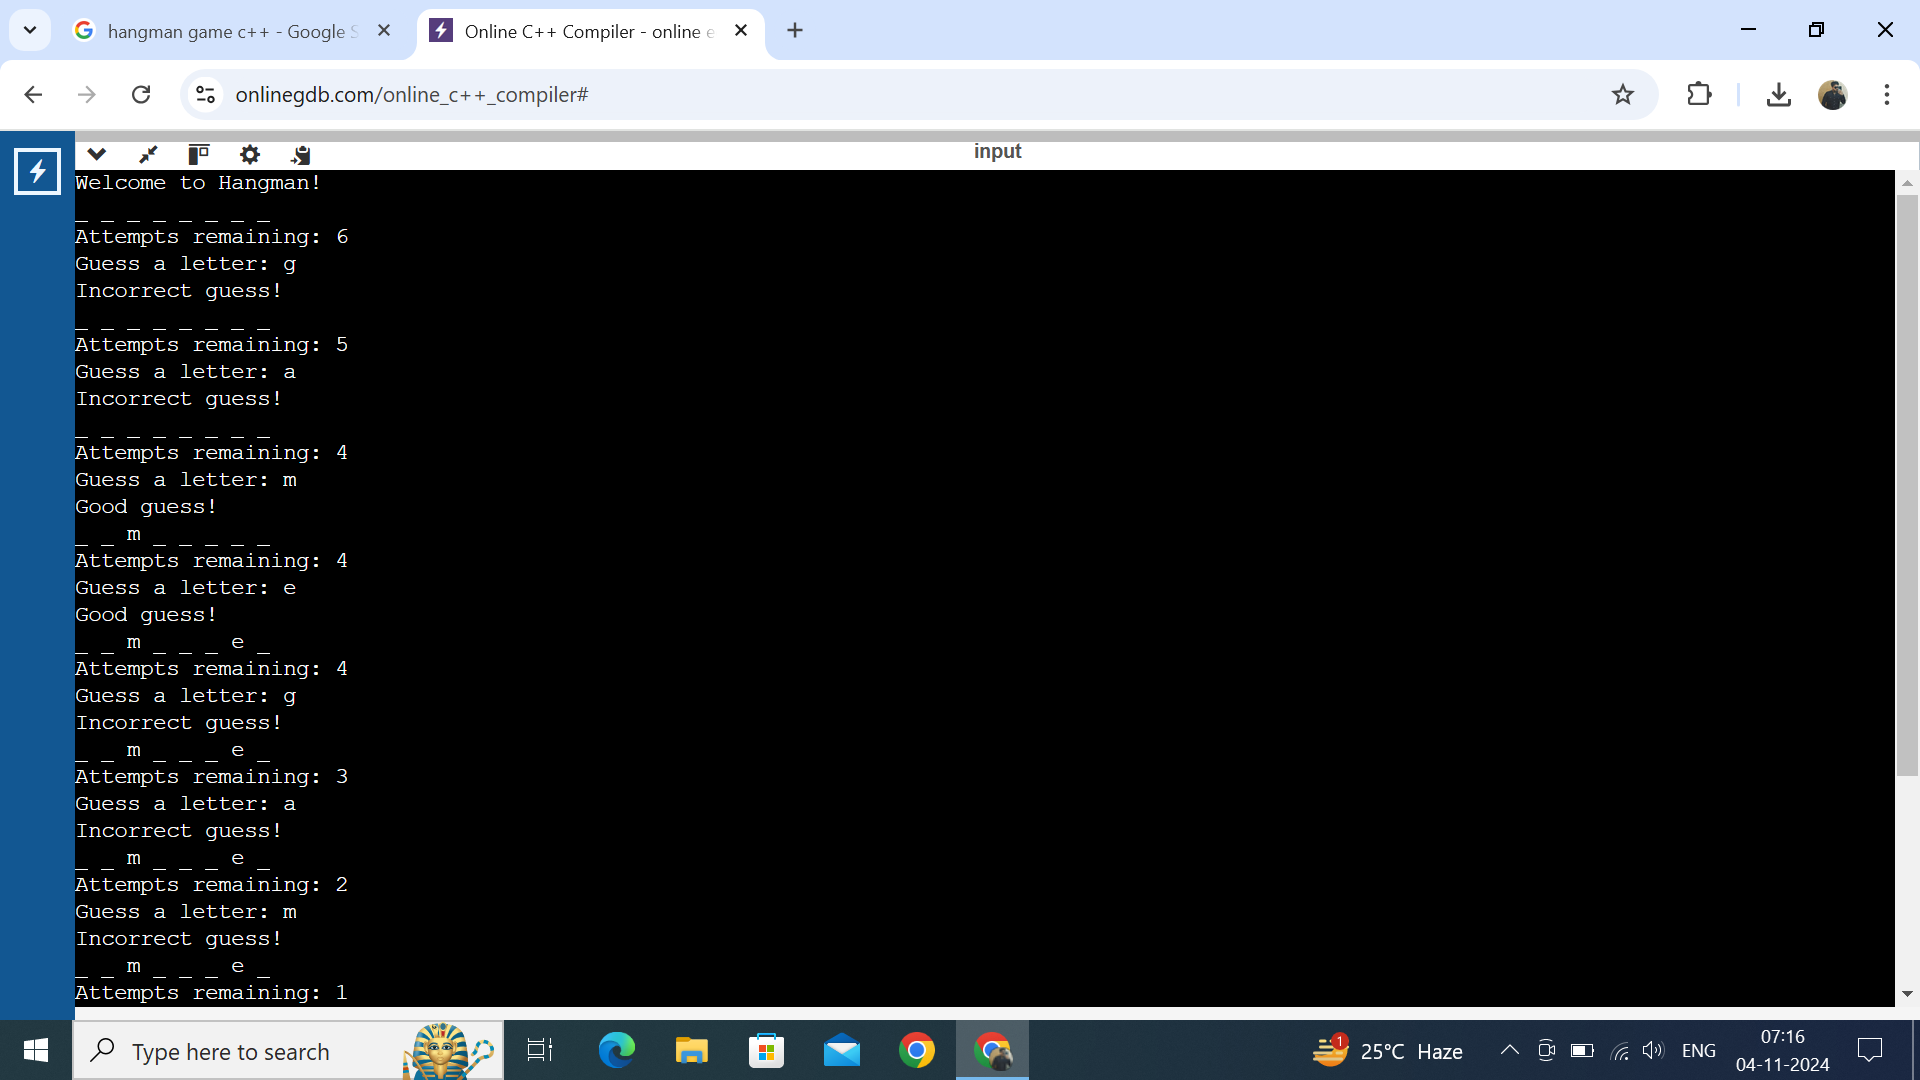 hangman game c++ - Google S
Online C++ Compiler - online e
onlinegdb.com/online_c++_compiler#
input
Welcome to Hangman!
_ _ _ _ _ _ _ _
Attempts remaining: 6
Guess a letter: g
Incorrect guess!
_ _ _ _ _ _ _ _
Attempts remaining: 5
Guess a letter: a
Incorrect guess!
_ _ _ _ _ _ _ _
Attempts remaining: 4
Guess a letter: m
Good guess!
_ _ m _ _ _ _ _
Attempts remaining: 4
Guess a letter: e
Good guess!
_ _ m _ _ _ e _
Attempts remaining: 4
Guess a letter: g
Incorrect guess!
_ _ m _ _ _ e _
Attempts remaining: 3
Guess a letter: a
Incorrect guess!
_ _ m _ _ _ e _
Attempts remaining: 2
Guess a letter: m
Incorrect guess!
_ _ m _ _ _ e _
Attempts remaining: 1
Type here to search
1
25°C Haze
ENG
07:16
04-11-2024